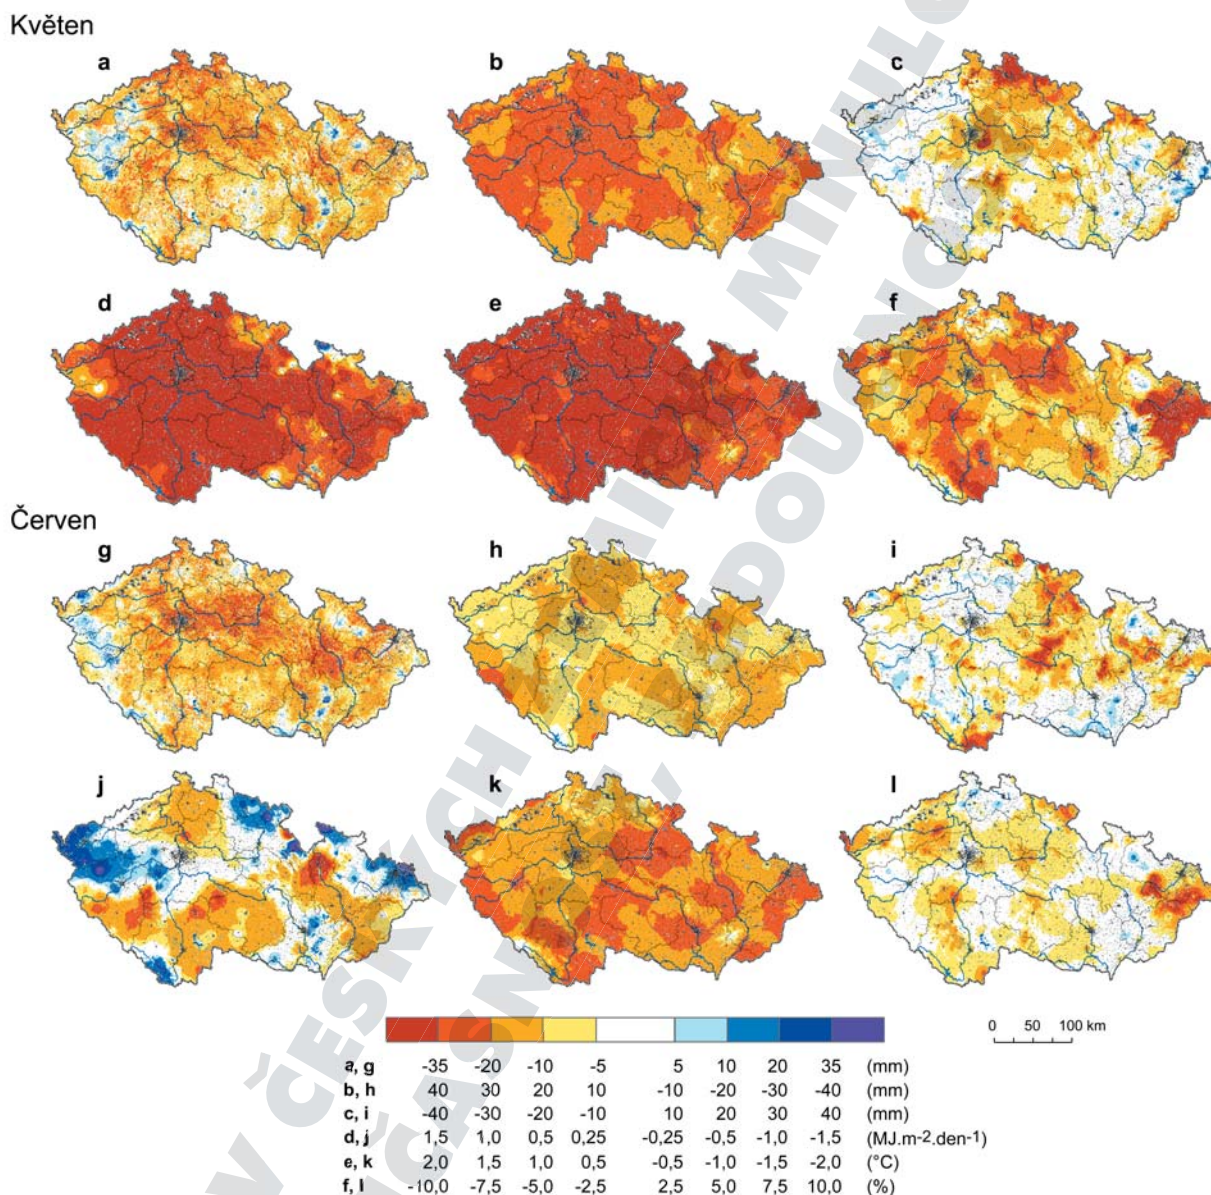 Květen
a b c
d e f
Červen
g h i
j k l
0 50 100 km
a, g -35 -20 -10 -5 5 10 20 35 (mm)
b, h 40 30 20 10 -10 -20 -30 -40 (mm)
c, i -40 -30 -20 -10 10 20 30 40 (mm)
d, j 1,5 1,0 0,5 0,25 -0,25 -0,5 -1,0 -1,5 (MJ.m-2.den-1)
e, k 2,0 1,5 1,0 0,5 -0,5 -1,0 -1,5 -2,0 (°C)
f, l -10,0 -7,5 -5,0 -2,5 2,5 5,0 7,5 10,0 (%)
V ČESKÝCH ZEMÍ